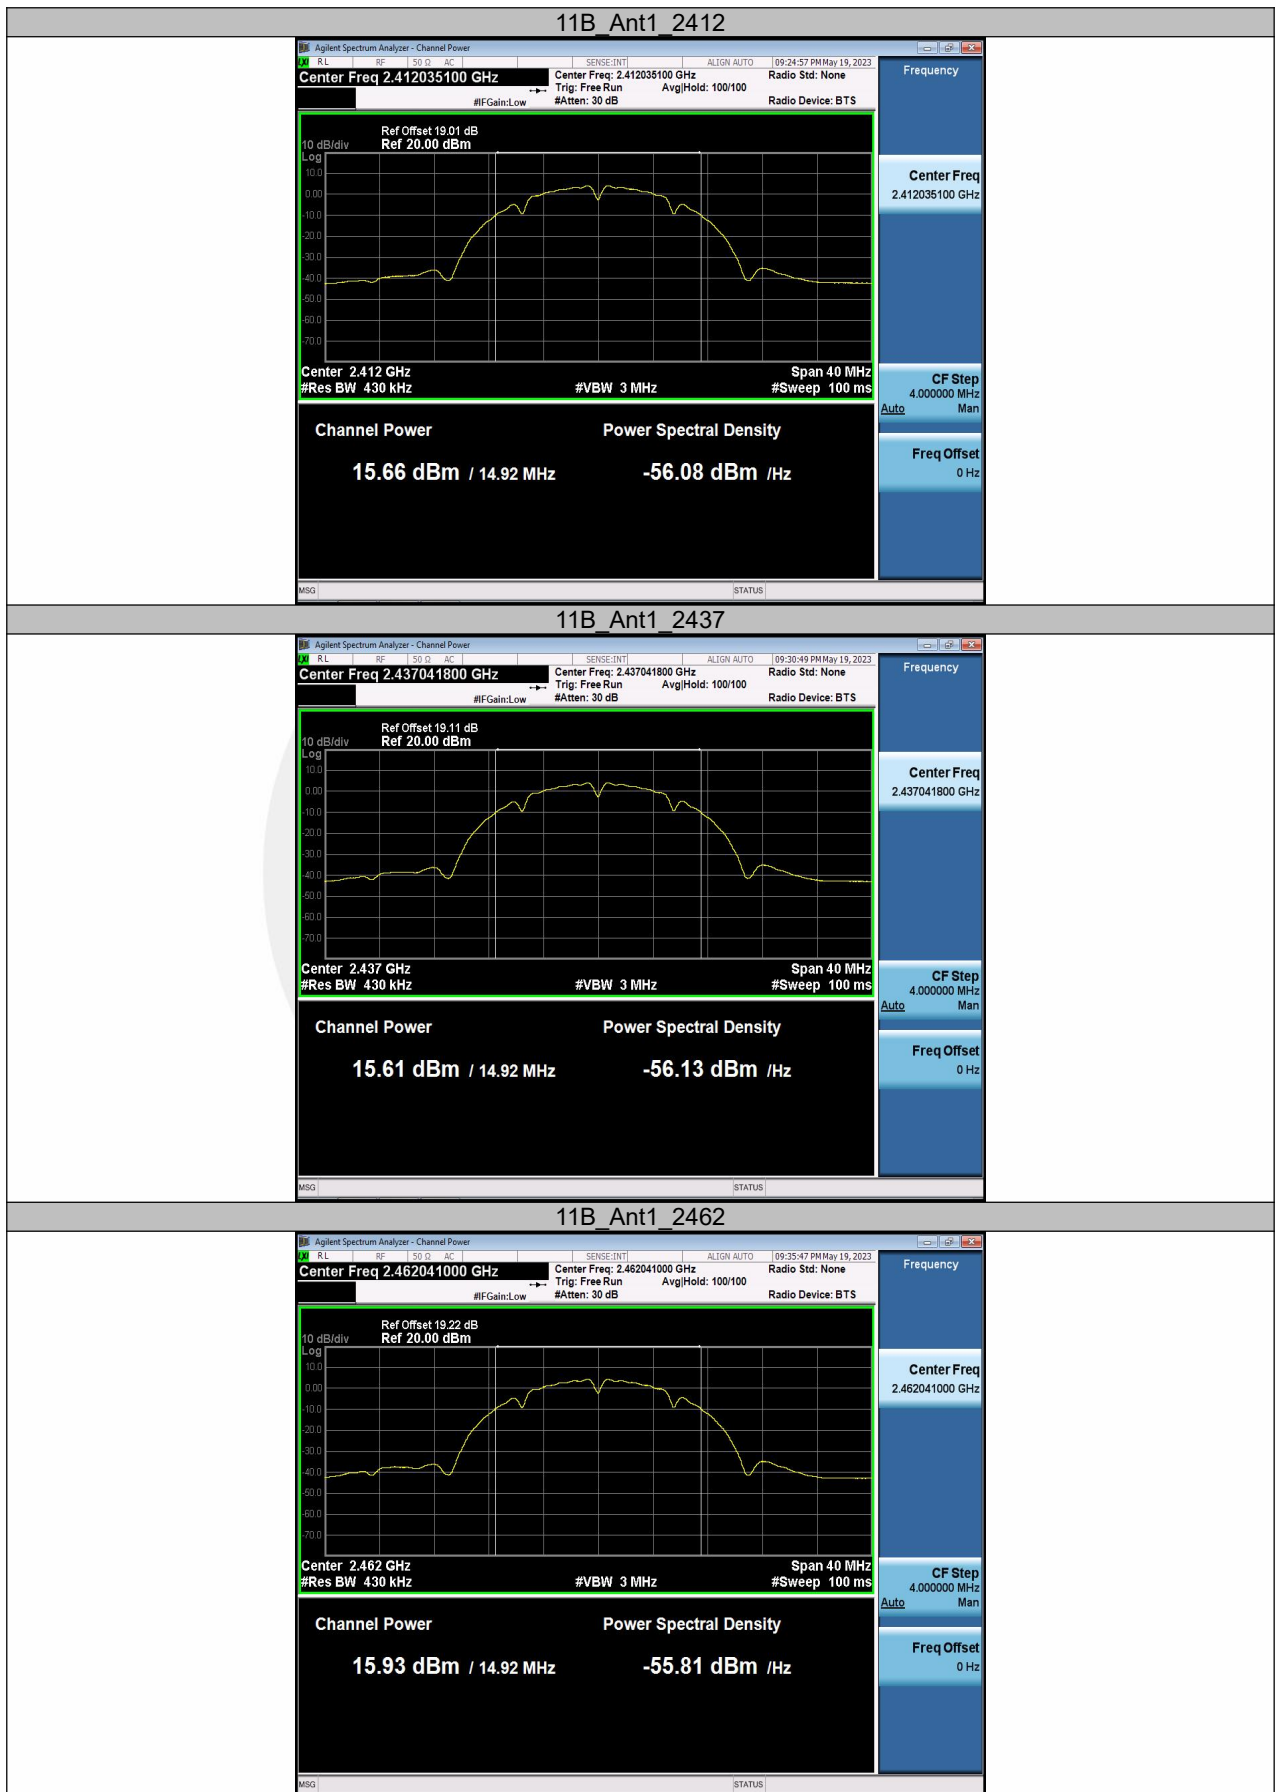 11B_Ant1_2412
Agilent Spectrum Analyzer - Channel Power
LXI RL RF 50 Ω AC SENSE:INT ALIGN AUTO 09:24:57 PM May 19, 2023
Center Freq 2.412035100 GHz Center Freq: 2.412035100 GHz Radio Std: None Frequency
Trig: Free Run Avg|Hold: 100/100
#IFGain:Low #Atten: 30 dB Radio Device: BTS
Ref Offset 19.01 dB
10 dB/div Ref 20.00 dBm
Log
10.0
0.00
-10.0
-20.0
-30.0
-40.0
-50.0
-60.0
-70.0
Center Freq
2.412035100 GHz
Center 2.412 GHz Span 40 MHz
#Res BW 430 kHz #VBW 3 MHz #Sweep 100 ms
CF Step
4.000000 MHz
Auto Man
Channel Power Power Spectral Density
15.66 dBm / 14.92 MHz -56.08 dBm /Hz
Freq Offset
0 Hz
MSG STATUS
11B_Ant1_2437
Agilent Spectrum Analyzer - Channel Power
LXI RL RF 50 Ω AC SENSE:INT ALIGN AUTO 09:30:49 PM May 19, 2023
Center Freq 2.437041800 GHz Center Freq: 2.437041800 GHz Radio Std: None Frequency
Trig: Free Run Avg|Hold: 100/100
#IFGain:Low #Atten: 30 dB Radio Device: BTS
Ref Offset 19.11 dB
10 dB/div Ref 20.00 dBm
Log
10.0
0.00
-10.0
-20.0
-30.0
-40.0
-50.0
-60.0
-70.0
Center Freq
2.437041800 GHz
Center 2.437 GHz Span 40 MHz
#Res BW 430 kHz #VBW 3 MHz #Sweep 100 ms
CF Step
4.000000 MHz
Auto Man
Channel Power Power Spectral Density
15.61 dBm / 14.92 MHz -56.13 dBm /Hz
Freq Offset
0 Hz
MSG STATUS
11B_Ant1_2462
Agilent Spectrum Analyzer - Channel Power
LXI RL RF 50 Ω AC SENSE:INT ALIGN AUTO 09:35:47 PM May 19, 2023
Center Freq 2.462041000 GHz Center Freq: 2.462041000 GHz Radio Std: None Frequency
Trig: Free Run Avg|Hold: 100/100
#IFGain:Low #Atten: 30 dB Radio Device: BTS
Ref Offset 19.22 dB
10 dB/div Ref 20.00 dBm
Log
10.0
0.00
-10.0
-20.0
-30.0
-40.0
-50.0
-60.0
-70.0
Center Freq
2.462041000 GHz
Center 2.462 GHz Span 40 MHz
#Res BW 430 kHz #VBW 3 MHz #Sweep 100 ms
CF Step
4.000000 MHz
Auto Man
Channel Power Power Spectral Density
15.93 dBm / 14.92 MHz -55.81 dBm /Hz
Freq Offset
0 Hz
MSG STATUS